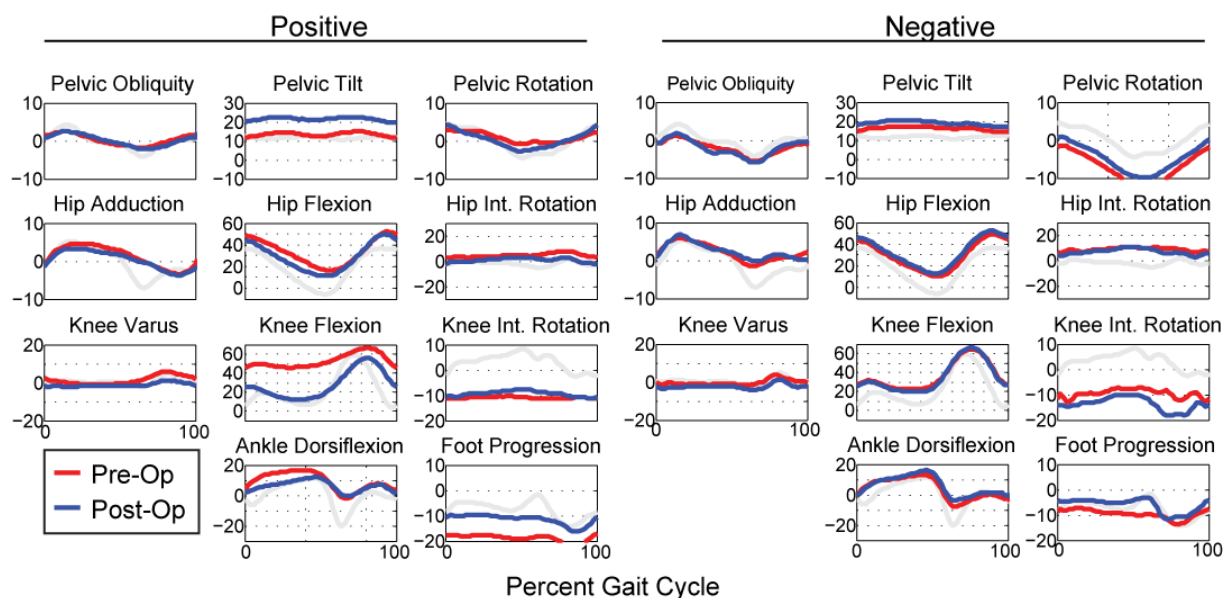 Positive Negative
Pelvic Obliquity Pelvic Tilt Pelvic Rotation Pelvic Obliquity Pelvic Tilt Pelvic Rotation
10 30 10 10 30 10
20 20
0 10 0 0 10 0
0 0
−10 −10 −10 −10 −10 −10
Hip Adduction Hip Flexion Hip Int. Rotation Hip Adduction Hip Flexion Hip Int. Rotation
10 60 20 10 60 20
40 40
0 20 0 0 20 0
0 −20 0 −20
−10 −10
Knee Varus Knee Flexion Knee Int. Rotation Knee Varus Knee Flexion Knee Int. Rotation
20 60 10 20 60 10
40 0 40 0
0 20 −10 0 20 −10
0 0
−20 −20 −20 −20
0 100 0 100
Ankle Dorsiflexion Foot Progression Ankle Dorsiflexion Foot Progression
20 10 20 10
Pre-Op 0 0 0 0
Post-Op −10 −10
−20 −20 −20 −20
0 100 0 100 0 100 0 100
Percent Gait Cycle